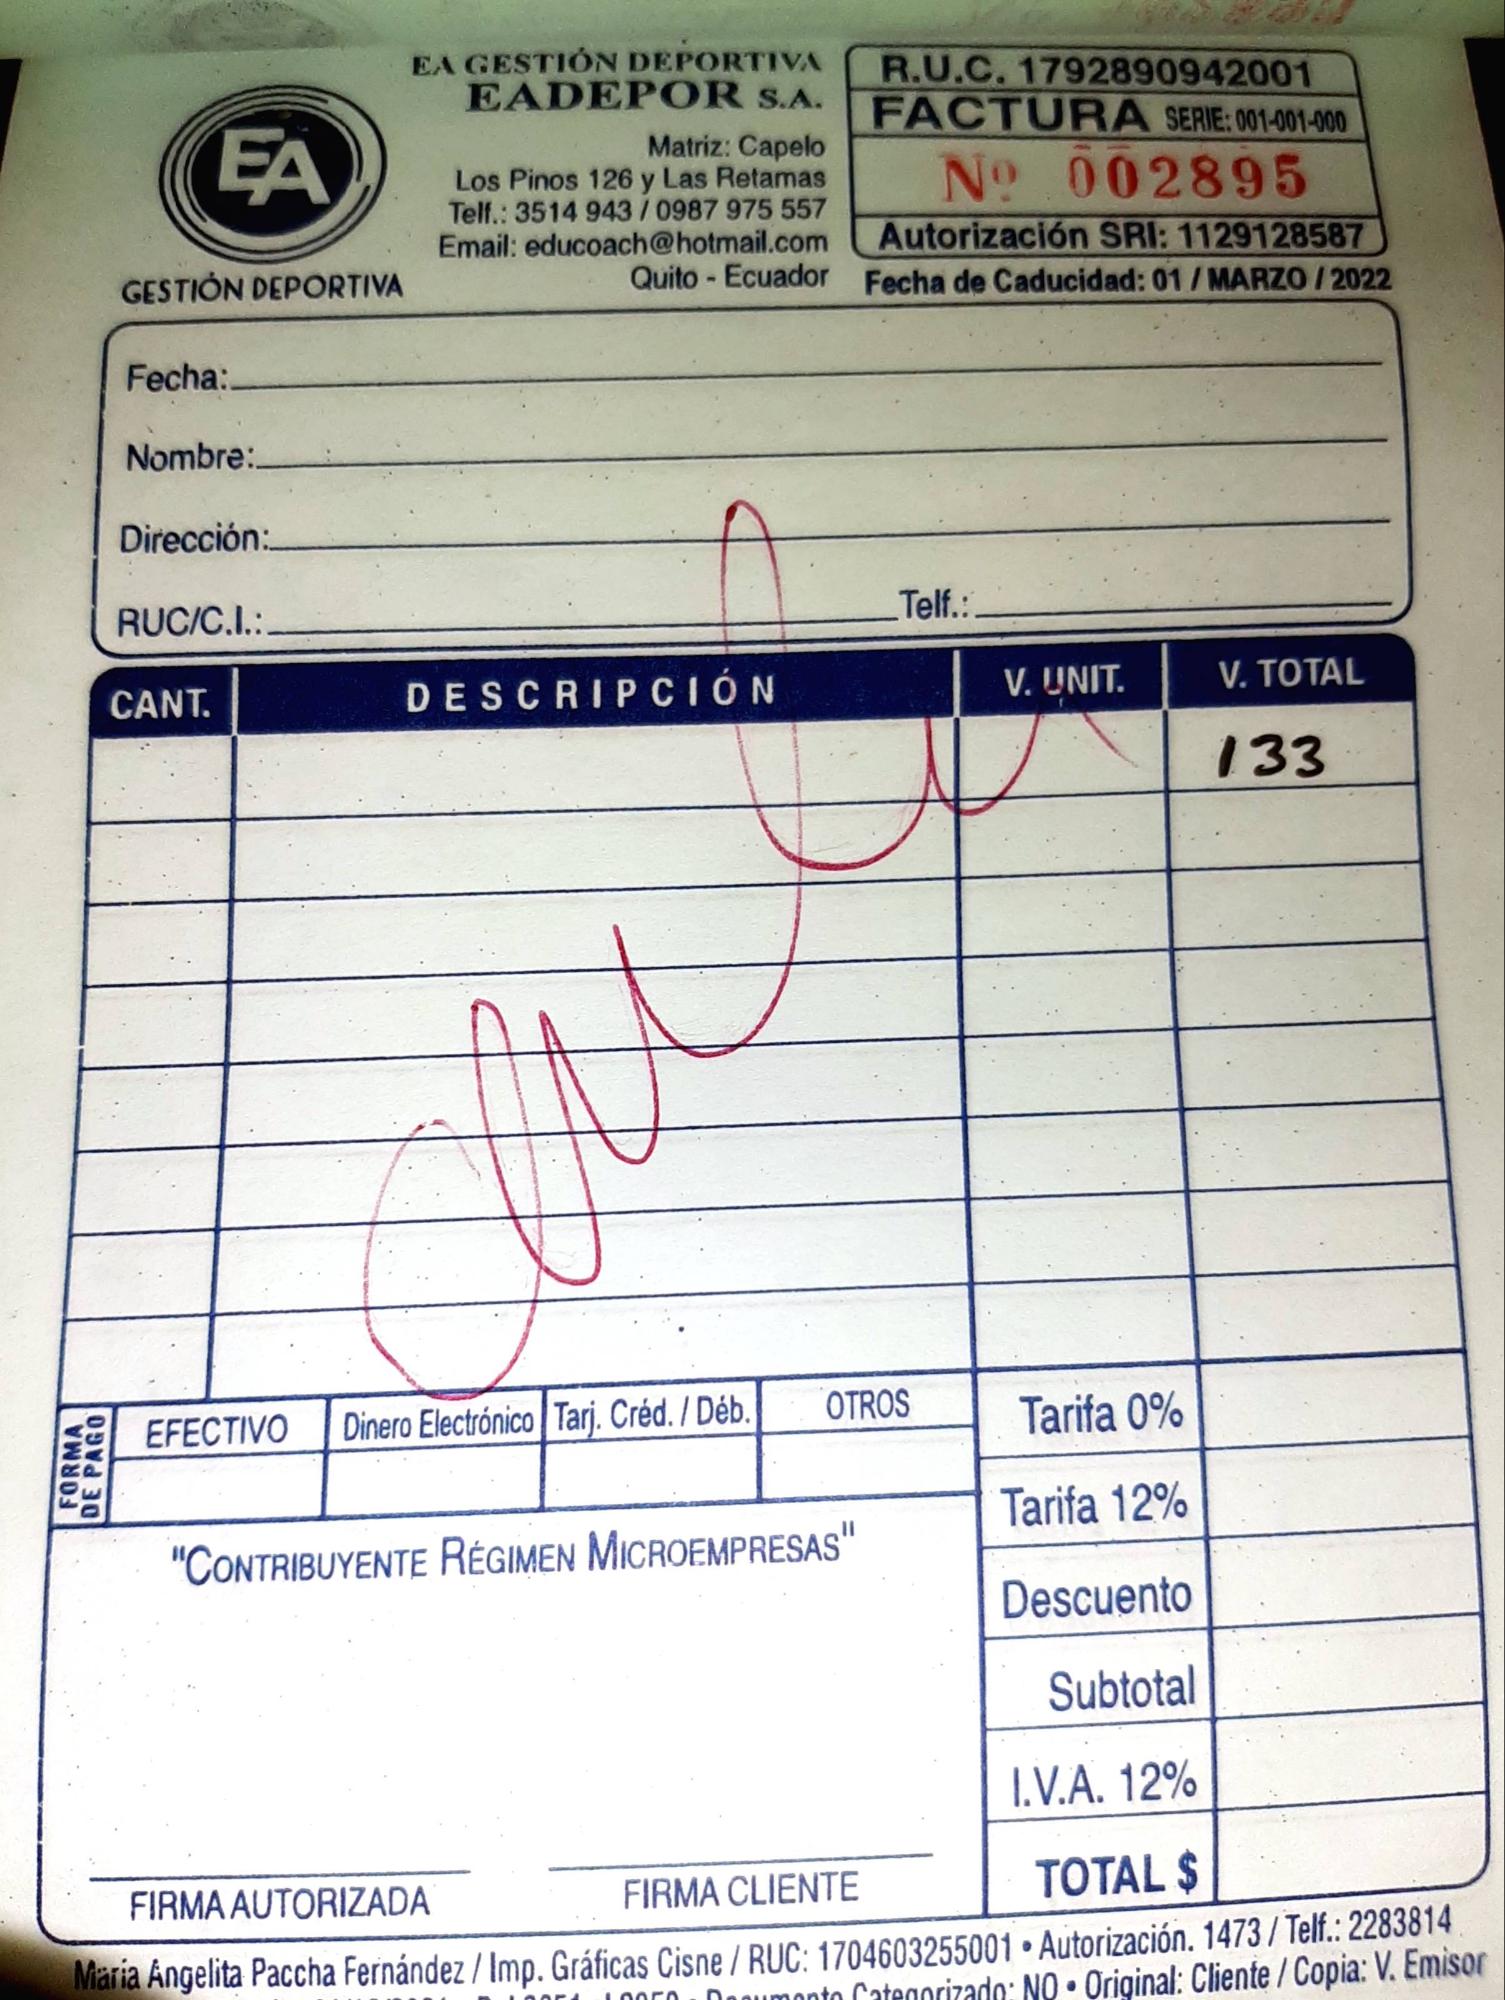 EA GESTIÓN DEPORTIVA
EADEPOR S.A.
Matriz: Capelo
Los Pinos 126 y Las Retamas
Telf.: 3514 943 / 0987 975 557
Email: educoach@hotmail.com
Quito - Ecuador
EA
GESTIÓN DEPORTIVA
R.U.C. 1792890942001
FACTURA SERIE: 001-001-000
Nº 002895
Autorización SRI: 1129128587
Fecha de Caducidad: 01 / MARZO / 2022
Fecha:
Nombre:
Dirección:
RUC/C.I.: Telf.:
CANT. DESCRIPCIÓN V. UNIT. V. TOTAL
133
FORMA DE PAGO
EFECTIVO Dinero Electrónico Tarj. Créd. / Déb. OTROS
"CONTRIBUYENTE RÉGIMEN MICROEMPRESAS"
Tarifa 0%
Tarifa 12%
Descuento
Subtotal
I.V.A. 12%
TOTAL $
FIRMA AUTORIZADA FIRMA CLIENTE
Maria Angelita Paccha Fernández / Imp. Gráficas Cisne / RUC: 1704603255001 • Autorización. 1473 / Telf.: 2283814
Documento Categorizado: NO • Original: Cliente / Copia: V. Emisor